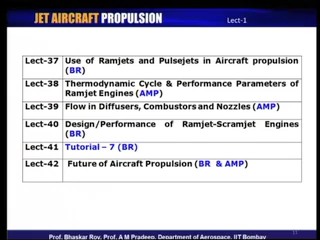 JET AIRCRAFT PROPULSION
Lect-1
Lect-37 Use of Ramjets and Pulsejets in Aircraft propulsion
(BR)
Lect-38 Thermodynamic Cycle & Performance Parameters of
Ramjet Engines (AMP)
Lect-39 Flow in Diffusers, Combustors and Nozzles (AMP)
Lect-40 Design/Performance of Ramjet-Scramjet Engines
(BR)
Lect-41 Tutorial – 7 (BR)
Lect-42 Future of Aircraft Propulsion (BR & AMP)
Prof. Bhaskar Roy, Prof. A M Pradeep, Department of Aerospace, IIT Bombay